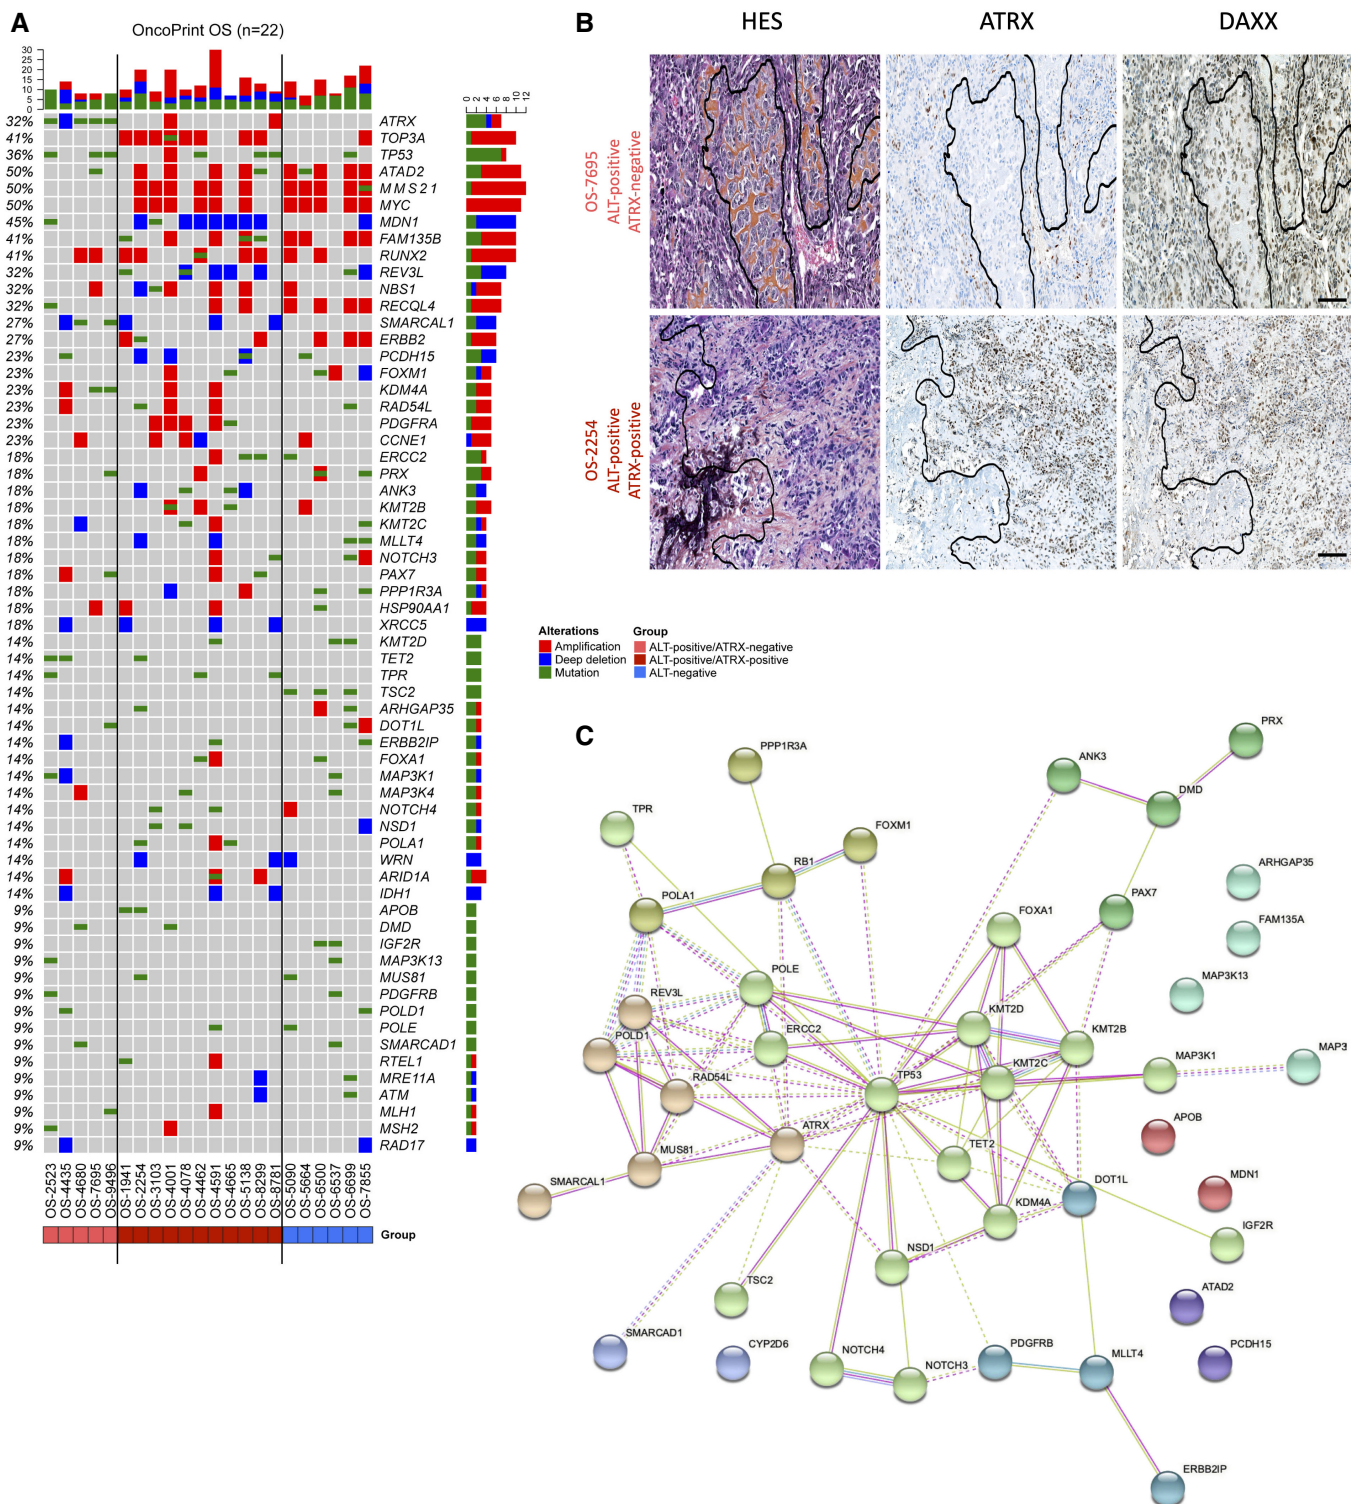 A
OncoPrint OS (n=22)
30
25
20
15
10
5
0
0 2 4 6 8 10 12
32% ATRX
41% TOP3A
36% TP53
50% ATAD2
50% MMS21
50% MYC
45% MDN1
41% FAM135B
41% RUNX2
32% REV3L
32% NBS1
32% RECQL4
27% SMARCAL1
27% ERBB2
23% PCDH15
23% FOXM1
23% KDM4A
23% RAD54L
23% PDGFRA
23% CCNE1
18% ERCC2
18% PRX
18% ANK3
18% KMT2B
18% KMT2C
18% MLLT4
18% NOTCH3
18% PAX7
18% PPP1R3A
18% HSP90AA1
18% XRCC5
14% KMT2D
14% TET2
14% TPR
14% TSC2
14% ARHGAP35
14% DOT1L
14% ERBB2IP
14% FOXA1
14% MAP3K1
14% MAP3K4
14% NOTCH4
14% NSD1
14% POLA1
14% WRN
14% ARID1A
14% IDH1
9% APOB
9% DMD
9% IGF2R
9% MAP3K13
9% MUS81
9% PDGFRB
9% POLD1
9% POLE
9% SMARCAD1
9% RTEL1
9% MRE11A
9% ATM
9% MLH1
9% MSH2
9% RAD17
OS-2523
OS-4435
OS-4680
OS-7695
OS-9496
OS-1941
OS-2254
OS-3103
OS-4001
OS-4078
OS-4462
OS-4591
OS-4665
OS-5138
OS-8299
OS-8781
OS-5090
OS-5664
OS-6500
OS-6537
OS-6699
OS-7855
Group
Alterations
Amplification
Deep deletion
Mutation
Group
ALT-positive/ATRX-negative
ALT-positive/ATRX-positive
ALT-negative
B
HES ATRX DAXX
OS-7695
ALT-positive
ATRX-negative
OS-2254
ALT-positive
ATRX-positive
C
PRX
PPP1R3A
ANK3
DMD
TPR
FOXM1
RB1
ARHGAP35
POLA1
PAX7
FOXA1
FAM135A
POLE
MAP3K13
REV3L
KMT2D
ERCC2
KMT2B
POLD1
MAP3
KMT2C
MAP3K1
RAD54L
TP53
APOB
ATRX
TET2
MUS81
MDN1
SMARCAL1
DOT1L
KDM4A
IGF2R
NSD1
TSC2
ATAD2
SMARCAD1
CYP2D6
NOTCH4
NOTCH3
PDGFRB
MLLT4
PCDH15
ERBB2IP